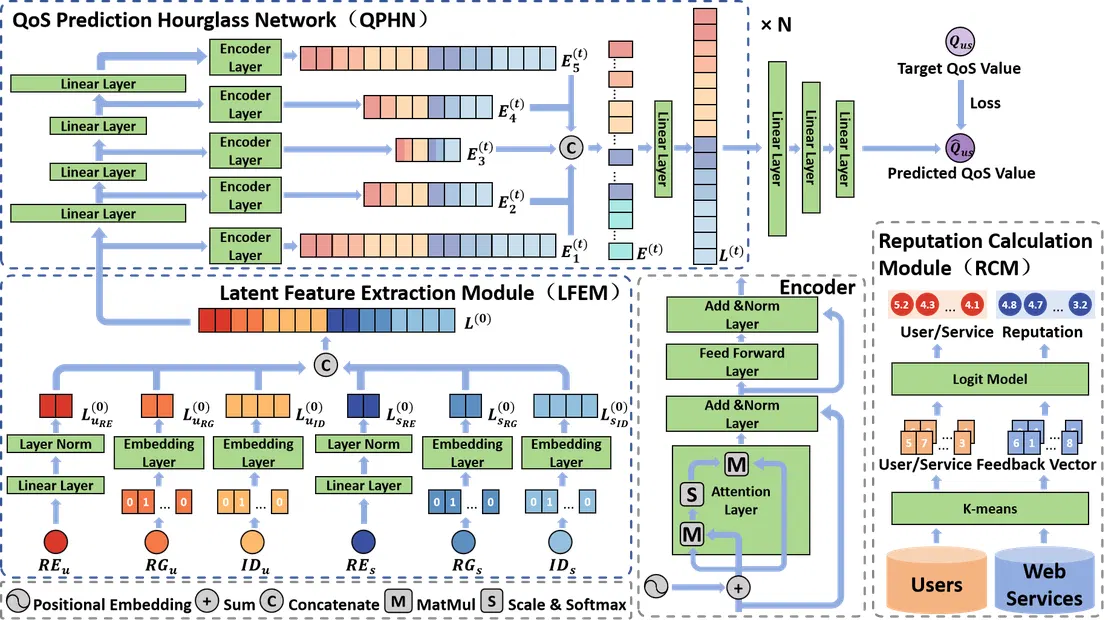 QoS Prediction Hourglass Network（QPHN）
Linear Layer
Linear Layer
Linear Layer
Linear Layer
Encoder
Layer
Encoder
Layer
Encoder
Layer
Encoder
Layer
Encoder
Layer
E₅⁽ᵗ⁾
E₄⁽ᵗ⁾
E₃⁽ᵗ⁾
E₂⁽ᵗ⁾
E₁⁽ᵗ⁾
C
E⁽ᵗ⁾
Linear Layer
L⁽ᵗ⁾
× N
Linear Layer
Linear Layer
Linear Layer
Q_us
Target QoS Value
Loss
Q̂_us
Predicted QoS Value
Latent Feature Extraction Module（LFEM）
L⁽⁰⁾
C
L_{u_RE}⁽⁰⁾
L_{u_RG}⁽⁰⁾
L_{u_ID}⁽⁰⁾
L_{s_RE}⁽⁰⁾
L_{s_RG}⁽⁰⁾
L_{s_ID}⁽⁰⁾
Layer Norm
Linear Layer
Embedding
Layer
Embedding
Layer
Layer Norm
Linear Layer
Embedding
Layer
Embedding
Layer
0 1 ... 0
0 1 ... 0
0 1 ... 0
0 1 ... 0
RE_u
RG_u
ID_u
RE_s
RG_s
ID_s
Positional Embedding
+ Sum
C Concatenate
M MatMul
S Scale & Softmax
Encoder
Add &Norm
Layer
Feed Forward
Layer
Add &Norm
Layer
M
S
Attention
Layer
M
+
Reputation Calculation
Module（RCM）
5.2 4.3 ... 4.1
4.8 4.7 ... 3.2
User/Service Reputation
Logit Model
5 7 ... 3
6 1 ... 8
User/Service Feedback Vector
K-means
Users
Web
Services